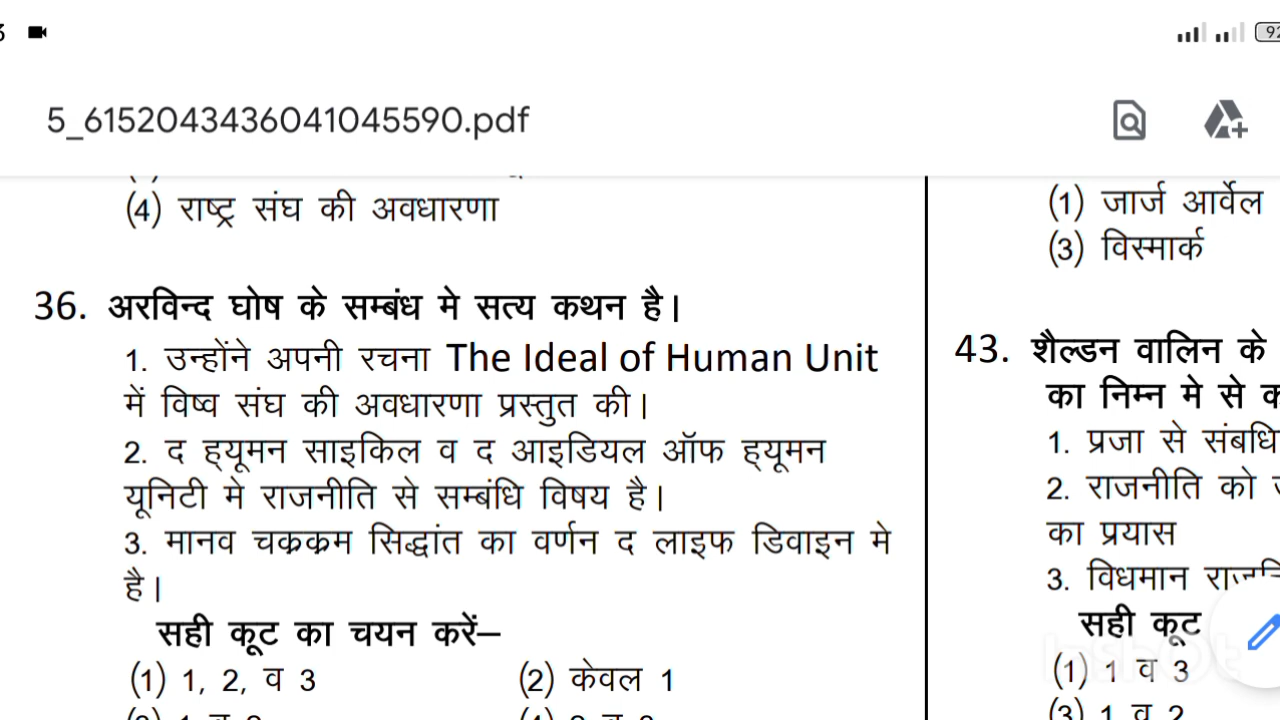 3
92
5_6152043436041045590.pdf
(4) राष्ट्र संघ की अवधारणा
36. अरविन्द घोष के सम्बंध मे सत्य कथन है।
1. उन्होंने अपनी रचना The Ideal of Human Unit
में विष्व संघ की अवधारणा प्रस्तुत की।
2. द ह्यूमन साइकिल व द आइडियल ऑफ ह्यूमन
यूनिटी मे राजनीति से सम्बंधि विषय है।
3. मानव चक्रक्रम सिद्धांत का वर्णन द लाइफ डिवाइन मे
है।
सही कूट का चयन करें–
(1) 1, 2, व 3 (2) केवल 1
(1) जार्ज आर्वेल
(3) विस्मार्क
43. शैल्डन वालिन के
का निम्न मे से
1. प्रजा से संबधि
2. राजनीति को
का प्रयास
3. विधमान
सही कूट
(1) 1 व 3
(3) 1 व 2